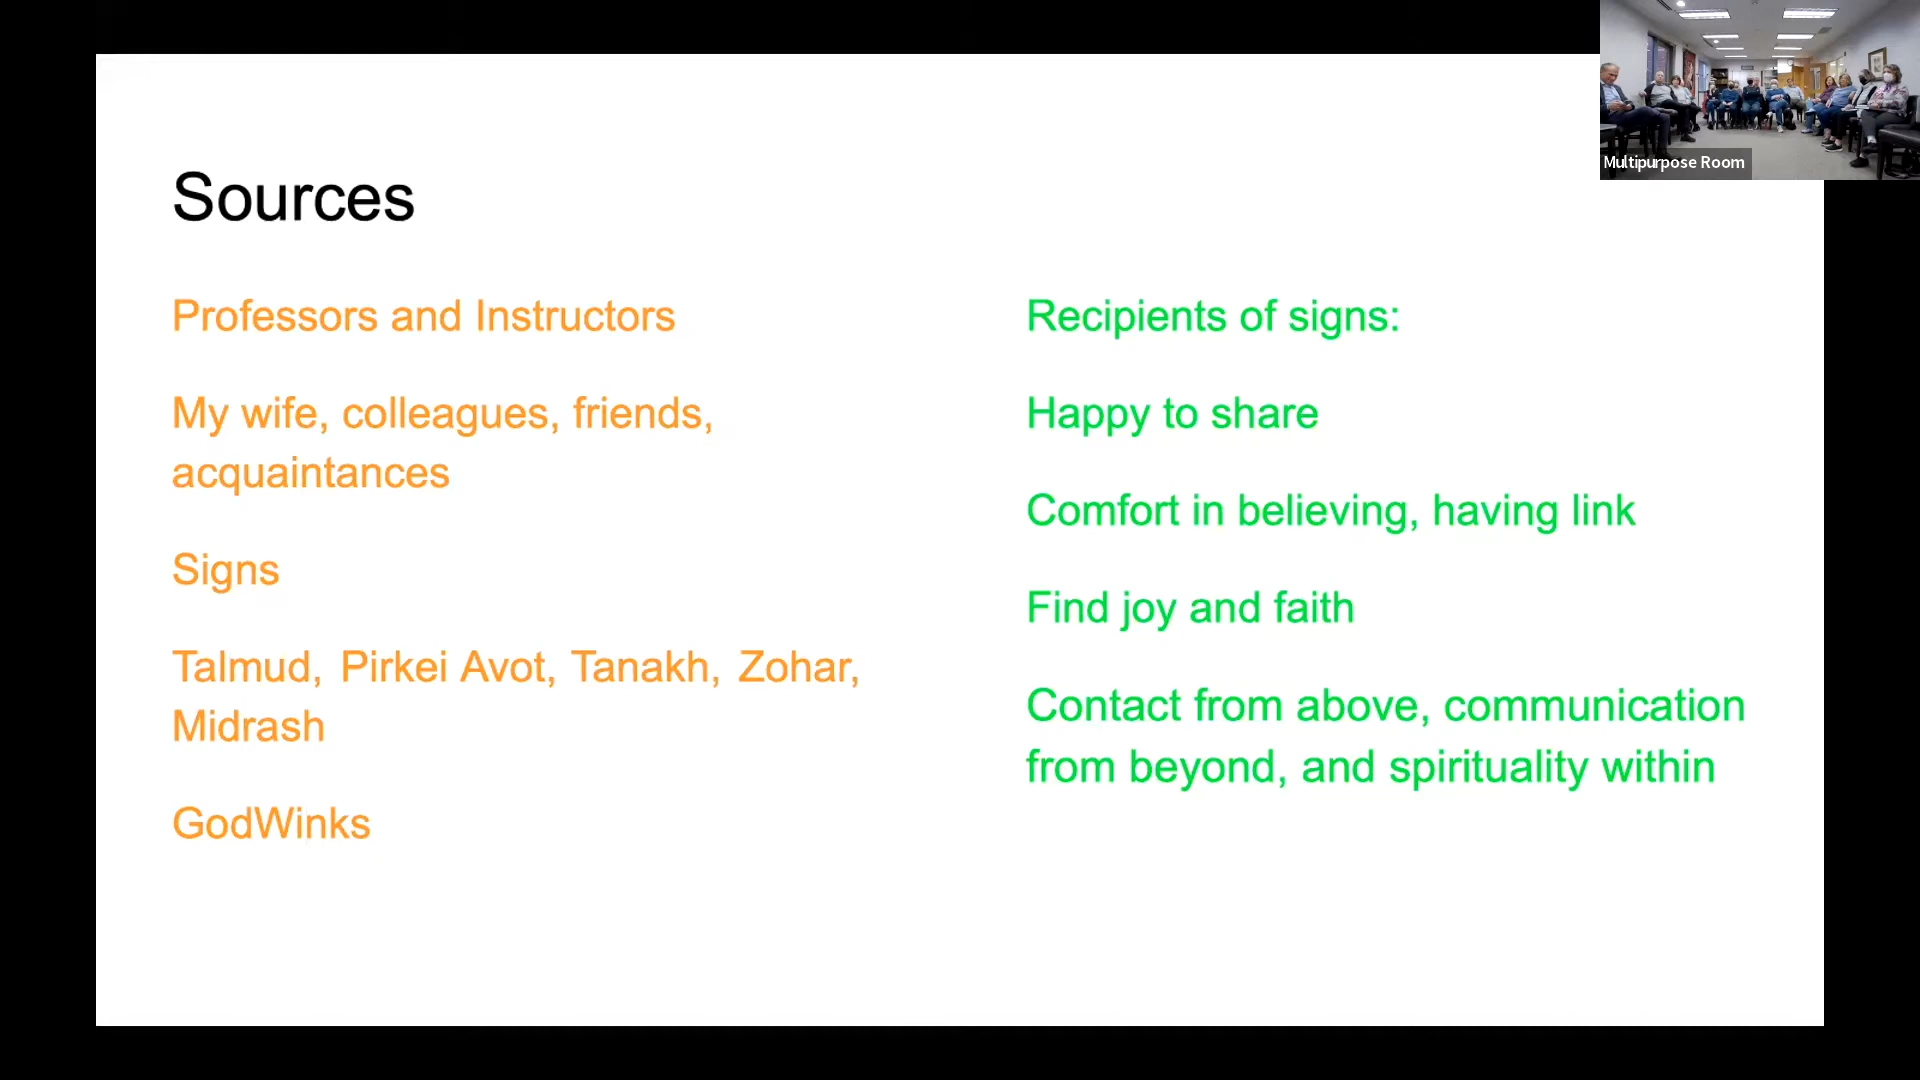 Sources
Professors and Instructors
My wife, colleagues, friends,
acquaintances
Signs
Talmud, Pirkei Avot, Tanakh, Zohar,
Midrash
GodWinks
Recipients of signs:
Happy to share
Comfort in believing, having link
Find joy and faith
Contact from above, communication
from beyond, and spirituality within
Multipurpose Room